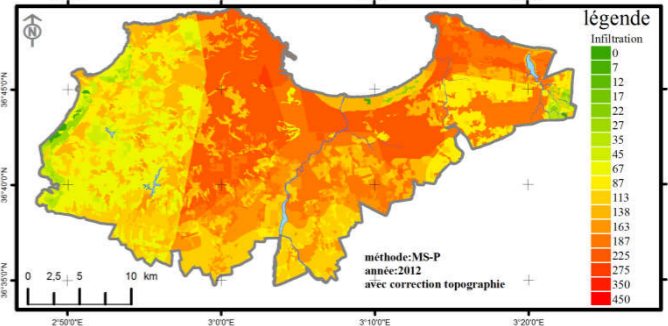 légende
Infiltration
0
7
12
17
22
27
35
45
67
87
113
138
163
187
225
275
350
450
N
36°45'0"N
36°40'0"N
36°35'0"N
0 2,5 5 10 km
méthode:MS-P
année:2012
avec correction topographie
2°50'0"E 3°0'0"E 3°10'0"E 3°20'0"E